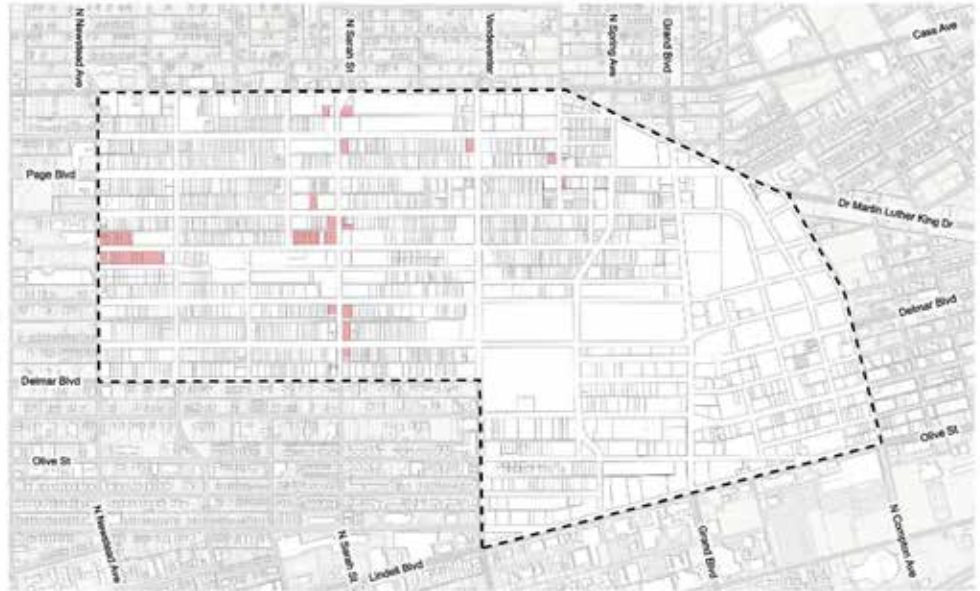 N Newstead Ave
N Sarah St
Vandeventer
N Spring Ave
Grand Blvd
Cass Ave
Page Blvd
Dr Martin Luther King Dr
Delmar Blvd
Delmar Blvd
Olive St
Olive St
N Newstead Ave
N Sarah St
Lindell Blvd
Grand Blvd
N Compton Ave